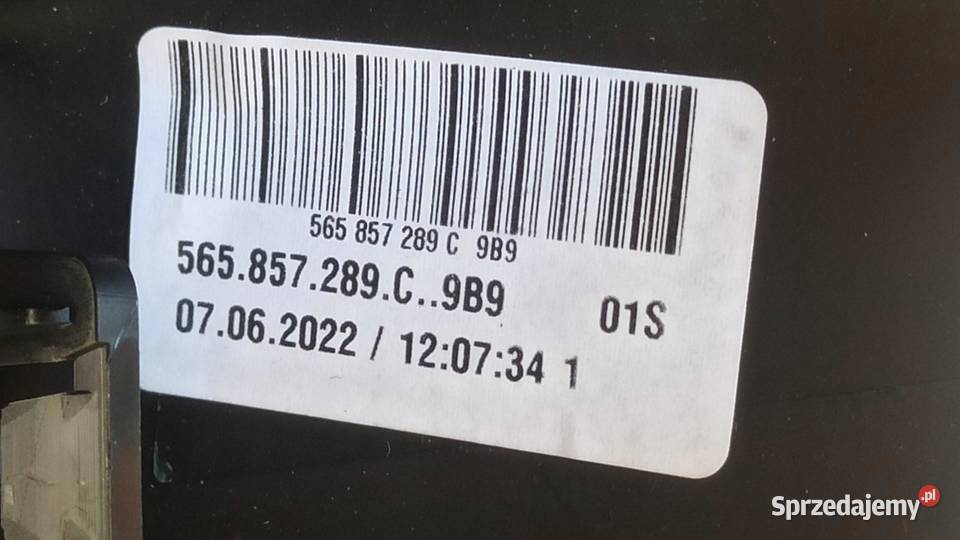 565 857 289 C 9B9
565.857.289.C..9B9 01S
07.06.2022 / 12:07:34 1
Sprzedajemy.pl